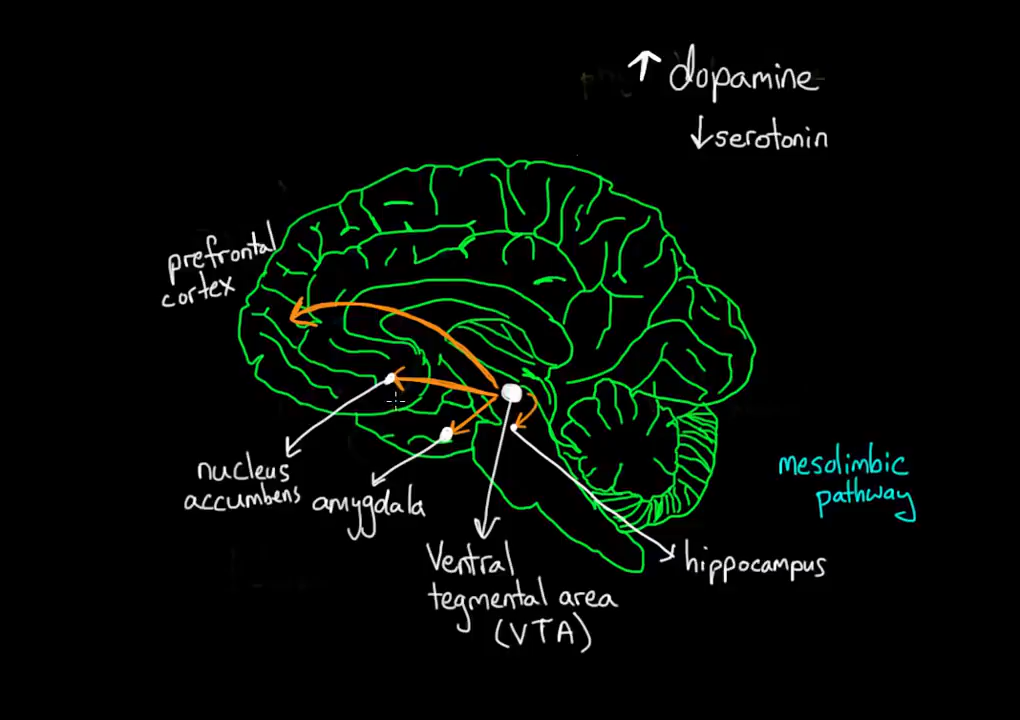 ↑ dopamine
↓ serotonin
prefrontal
cortex
nucleus
accumbens
amygdala
Ventral
tegmental area
(VTA)
hippocampus
mesolimbic
pathway